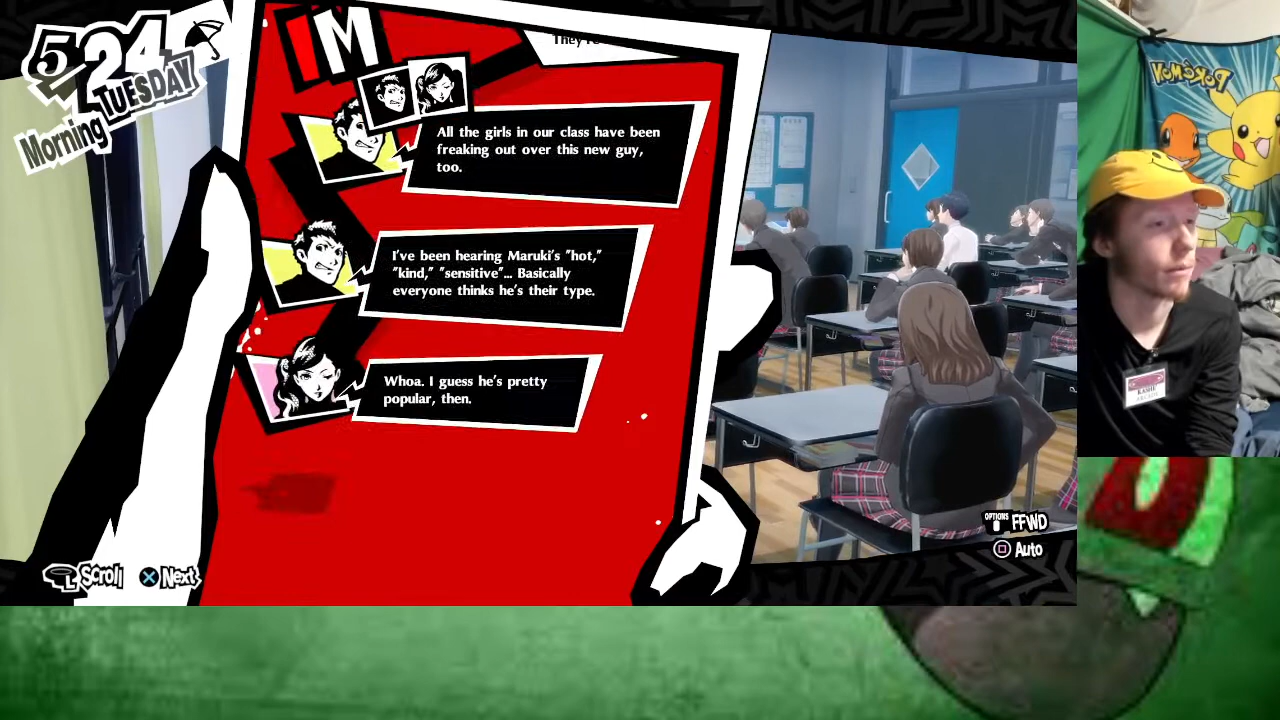 5 24
TUESDAY
Morning
IM
All the girls in our class have been
freaking out over this new guy,
too.
I've been hearing Maruki's "hot,"
"kind," "sensitive"... Basically
everyone thinks he's their type.
Whoa. I guess he's pretty
popular, then.
L Scroll
Next
OPTIONS FFWD
Auto
POKÉMON